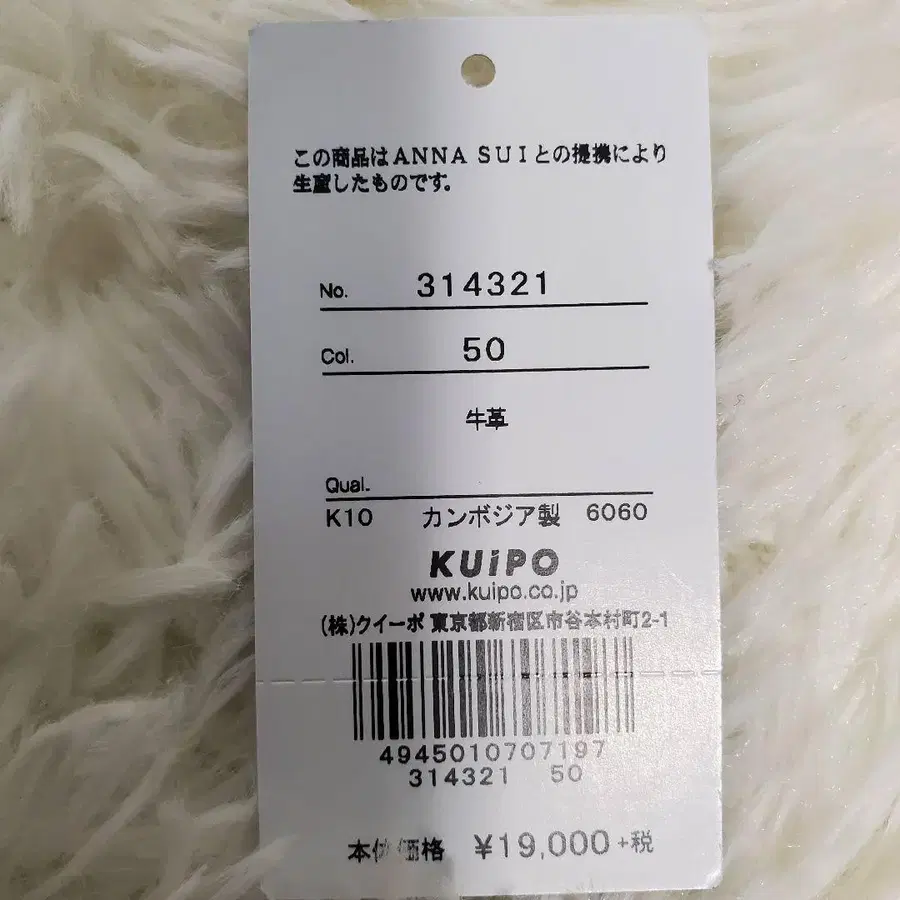 この商品はANNA SUIとの提携により
生産したものです。
No. 314321
Col. 50
牛革
Qual.
K10 カンボジア製 6060
KUiPO
www.kuipo.co.jp
(株)クイーポ 東京都新宿区市谷本村町2-1
4945010707197
314321 50
本体価格 ¥19,000+税